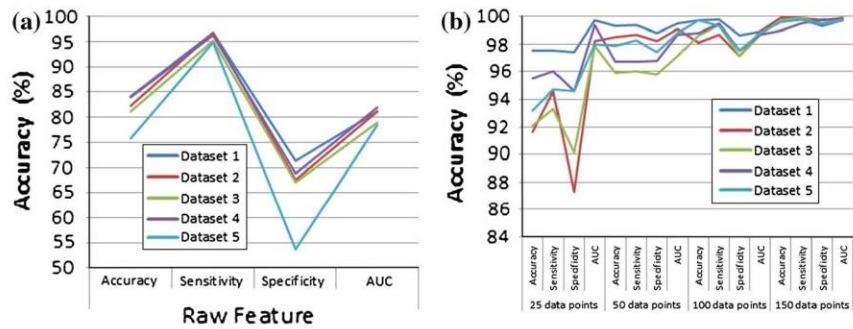 (a)
100
95
90
85
80
75
70
65
60
55
50
Accuracy (%)
Dataset 1
Dataset 2
Dataset 3
Dataset 4
Dataset 5
Accuracy Sensitivity Specificity AUC
Raw Feature
(b)
100
98
96
94
92
90
88
86
84
Accuracy (%)
Dataset 1
Dataset 2
Dataset 3
Dataset 4
Dataset 5
Accuracy Sensitivity Specificity AUC Accuracy Sensitivity Specificity AUC Accuracy Sensitivity Specificity AUC Accuracy Sensitivity Specificity AUC
25 data points 50 data points 100 data points 150 data points